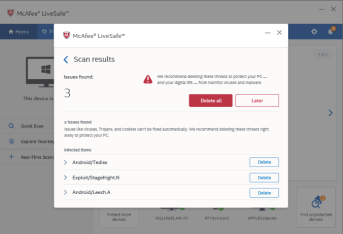 McAfee® LiveSafe™
Home
McAfee® LiveSafe™
Scan results
Issues found:
3
We recommend deleting these threats to protect your PC ...
and your digital life ... from harmful viruses and malware.
Delete all
Later
Issues found
Issues like viruses, Trojans, and cookies can't be fixed automatically. We recommend deleting these threats right
away to protect your PC.
Infected items
Android/Tediss
Delete
Exploit/Stagefright.N
Delete
Android/Leech.A
Delete
This device is
Quick Scan
Real-Time Scan
Protect more
devices
Find unprotected
devices